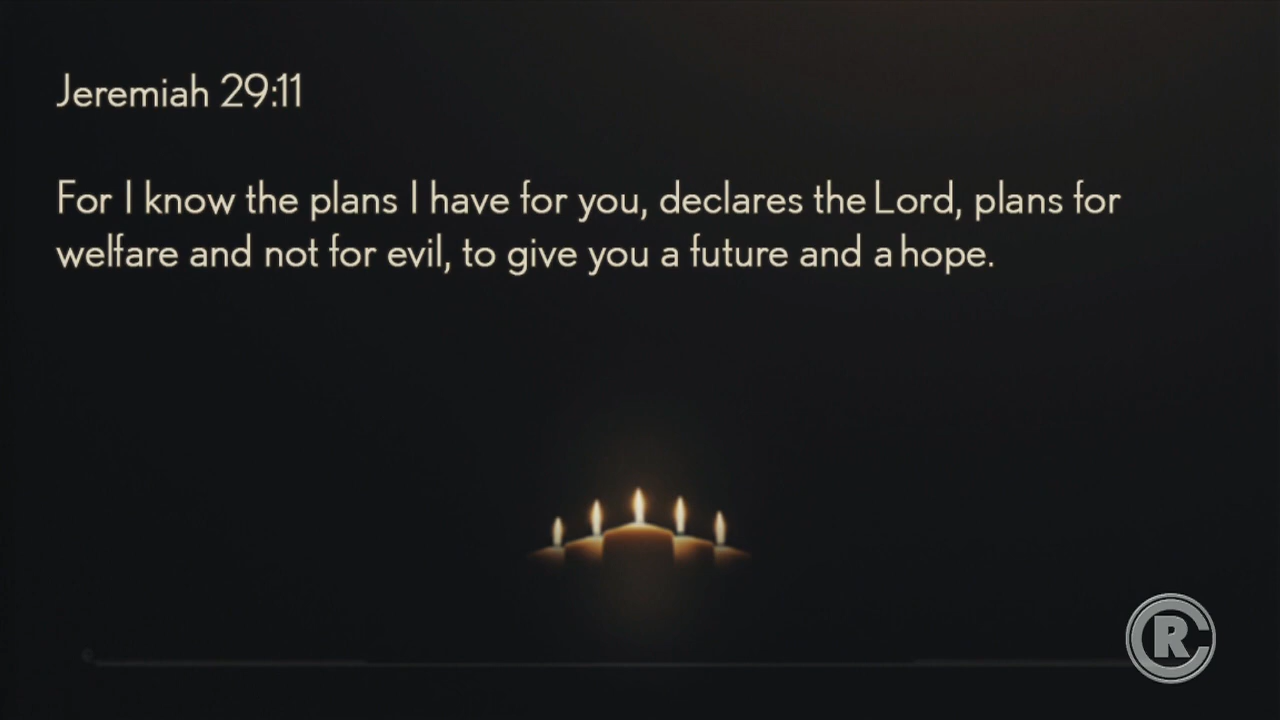 Jeremiah 29:11
For I know the plans I have for you, declares the Lord, plans for
welfare and not for evil, to give you a future and a hope.
RC